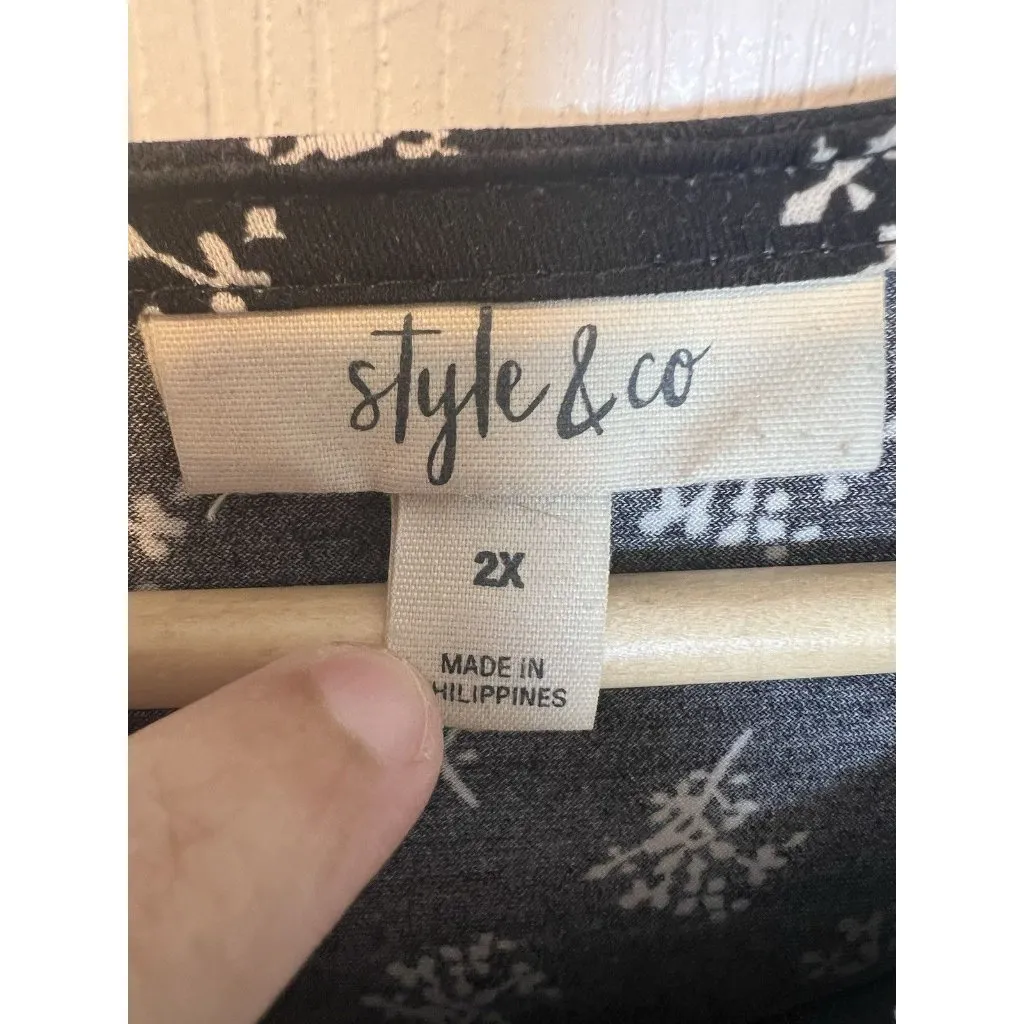 style & co
2X
MADE IN
HILIPPINES